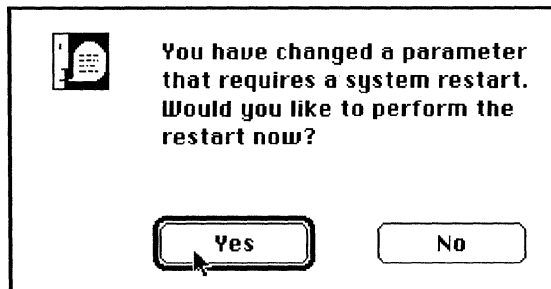 You have changed a parameter
that requires a system restart.
Would you like to perform the
restart now?
Yes
No